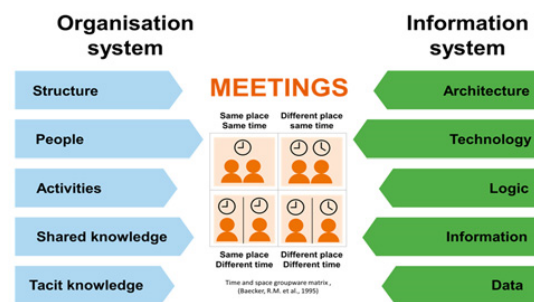 Organisation
system
Information
system
MEETINGS
Structure
People
Activities
Shared knowledge
Tacit knowledge
Same place
Same time
Different place
same time
Same place
Different time
Different place
Different time
Time and space groupware matrix,
(Baecker, R.M. et al., 1995)
Architecture
Technology
Logic
Information
Data